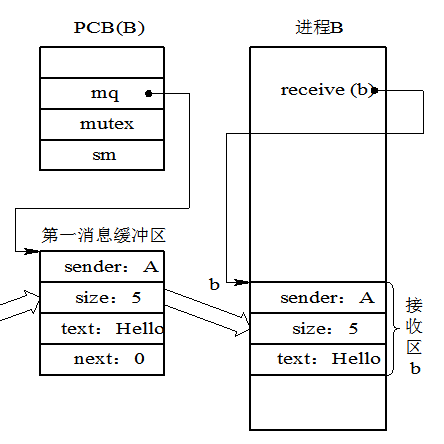 PCB(B)
mq
mutex
sm
第一消息缓冲区
sender：A
size：5
text：Hello
next：0
进程B
receive (b)
b
sender：A
size：5
text：Hello
接收区b